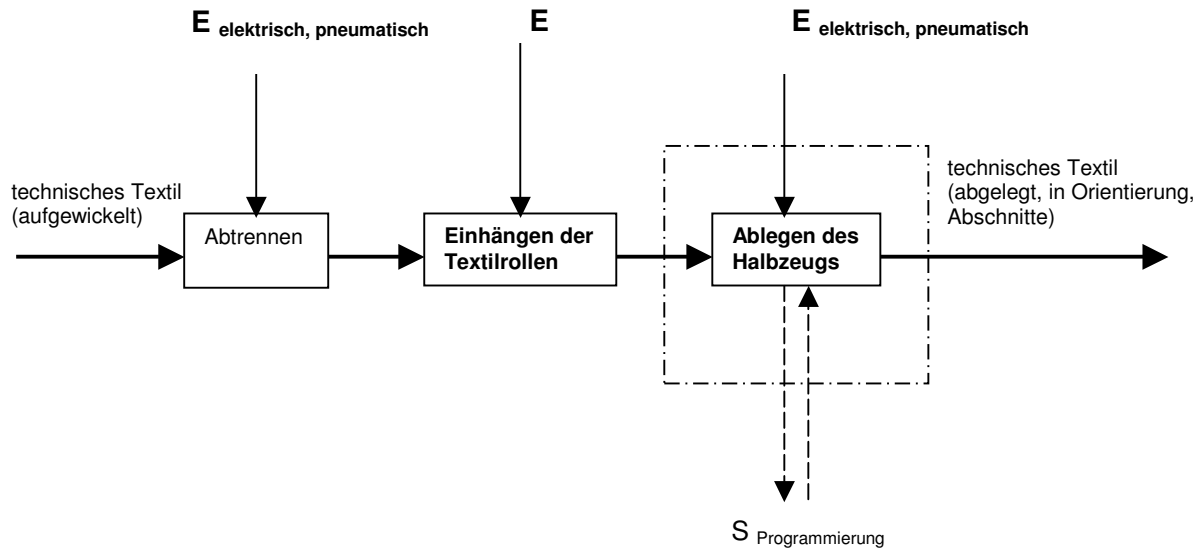 E elektrisch, pneumatisch
E
E elektrisch, pneumatisch
technisches Textil
(aufgewickelt)
Abtrennen
Einhängen der
Textilrollen
Ablegen des
Halbzeugs
technisches Textil
(abgelegt, in Orientierung,
Abschnitte)
S Programmierung